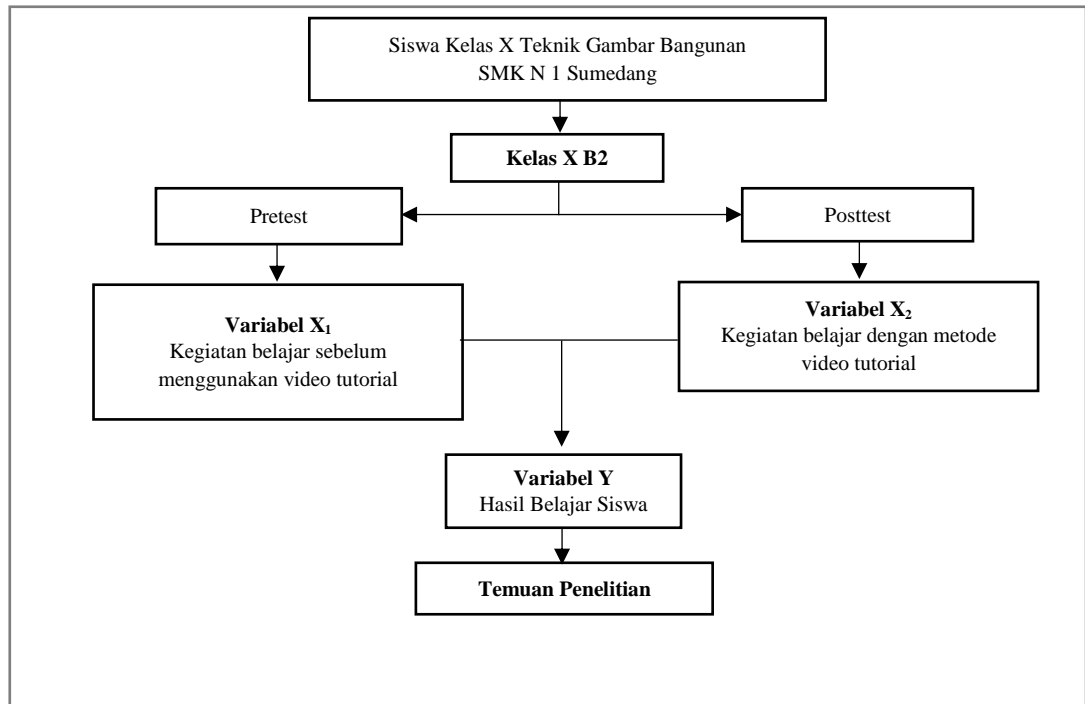 Siswa Kelas X Teknik Gambar Bangunan
SMK N 1 Sumedang
Kelas X B2
Pretest
Posttest
Variabel X₁
Kegiatan belajar sebelum
menggunakan video tutorial
Variabel X₂
Kegiatan belajar dengan metode
video tutorial
Variabel Y
Hasil Belajar Siswa
Temuan Penelitian